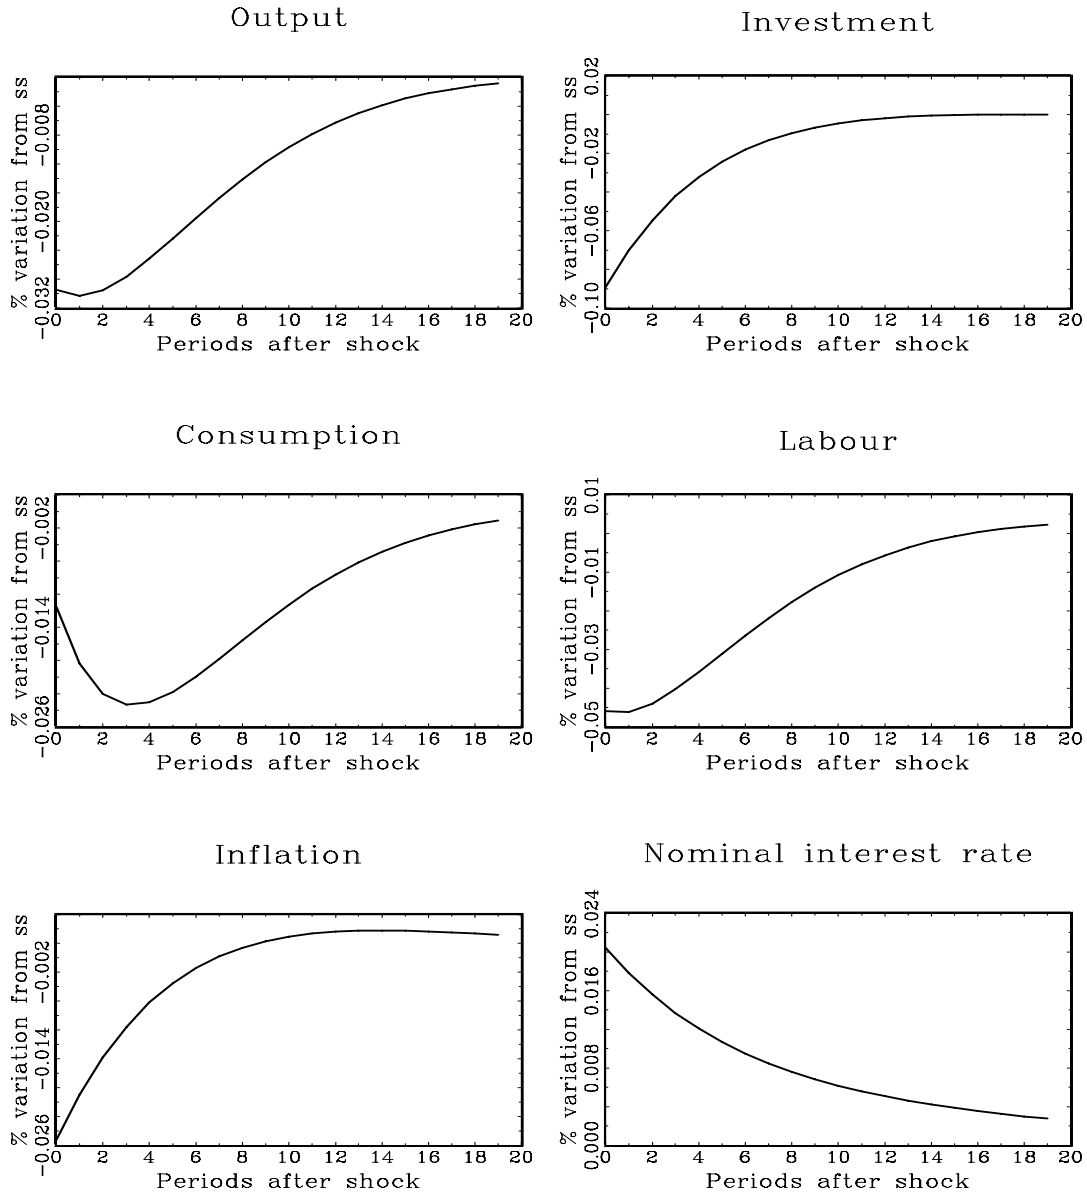 Output
% variation from ss
-0.032 -0.020 -0.008
0 2 4 6 8 10 12 14 16 18 20
Periods after shock
Investment
% variation from ss
-0.10 -0.06 -0.02 0.02
0 2 4 6 8 10 12 14 16 18 20
Periods after shock
Consumption
% variation from ss
-0.026 -0.014 -0.002
0 2 4 6 8 10 12 14 16 18 20
Periods after shock
Labour
% variation from ss
-0.05 -0.03 -0.01 0.01
0 2 4 6 8 10 12 14 16 18 20
Periods after shock
Inflation
% variation from ss
-0.026 -0.014 -0.002
0 2 4 6 8 10 12 14 16 18 20
Periods after shock
Nominal interest rate
% variation from ss
0.000 0.008 0.016 0.024
0 2 4 6 8 10 12 14 16 18 20
Periods after shock